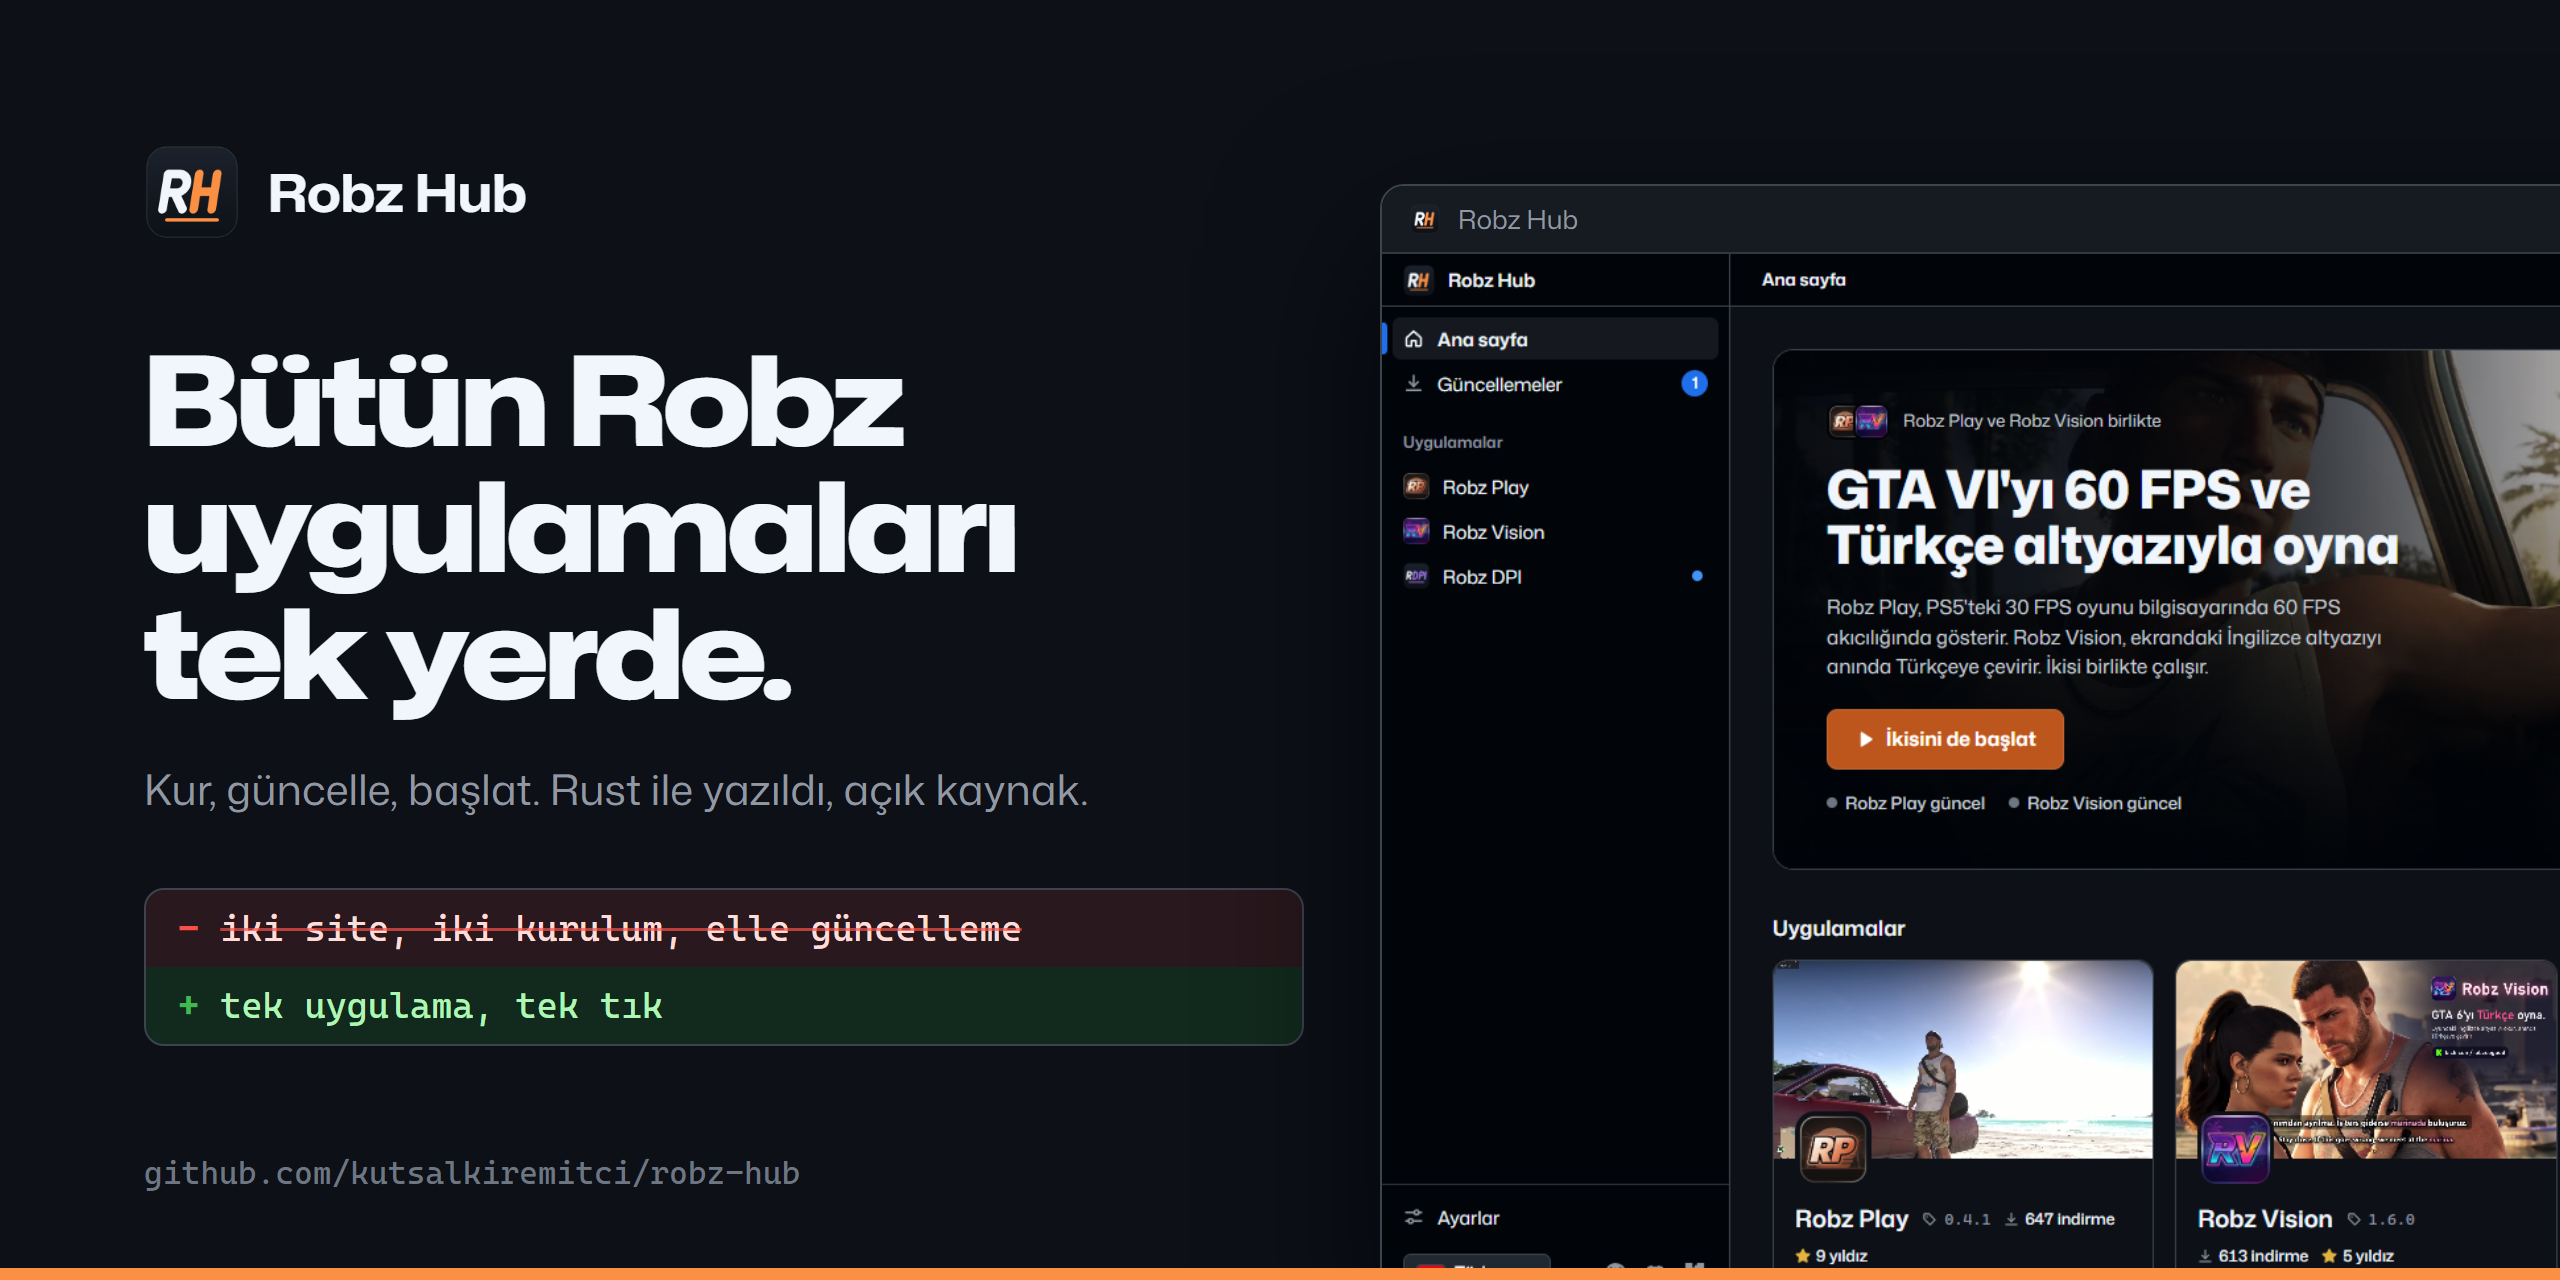 RH Robz Hub
Bütün Robz
uygulamaları
tek yerde.
Kur, güncelle, başlat. Rust ile yazıldı, açık kaynak.
− iki site, iki kurulum, elle güncelleme
+ tek uygulama, tek tık
github.com/kutsalkiremitci/robz-hub
RH Robz Hub
RH Robz Hub
Ana sayfa
Güncellemeler 1
Uygulamalar
RP Robz Play
RV Robz Vision
RDPI Robz DPI
Ayarlar
Ana sayfa
RP RV Robz Play ve Robz Vision birlikte
GTA VI'yı 60 FPS ve
Türkçe altyazıyla oyna
Robz Play, PS5'teki 30 FPS oyunu bilgisayarında 60 FPS
akıcılığında gösterir. Robz Vision, ekrandaki İngilizce altyazıyı
anında Türkçeye çevirir. İkisi birlikte çalışır.
İkisini de başlat
Robz Play güncel Robz Vision güncel
Uygulamalar
RP
Robz Play 0.4.1 647 indirme
9 yıldız
RV Robz Vision
GTA 6'yı Türkçe oyna.
RV
Robz Vision 1.6.0
613 indirme 5 yıldız